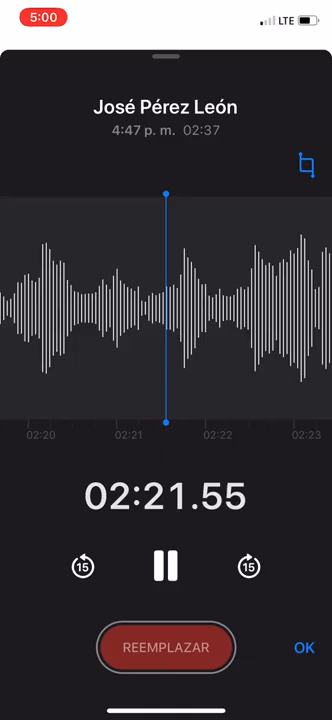 5:00
LTE
José Pérez León
4:47 p. m. 02:37
02:20 02:21 02:22 02:23
02:21.55
15 15
REEMPLAZAR OK